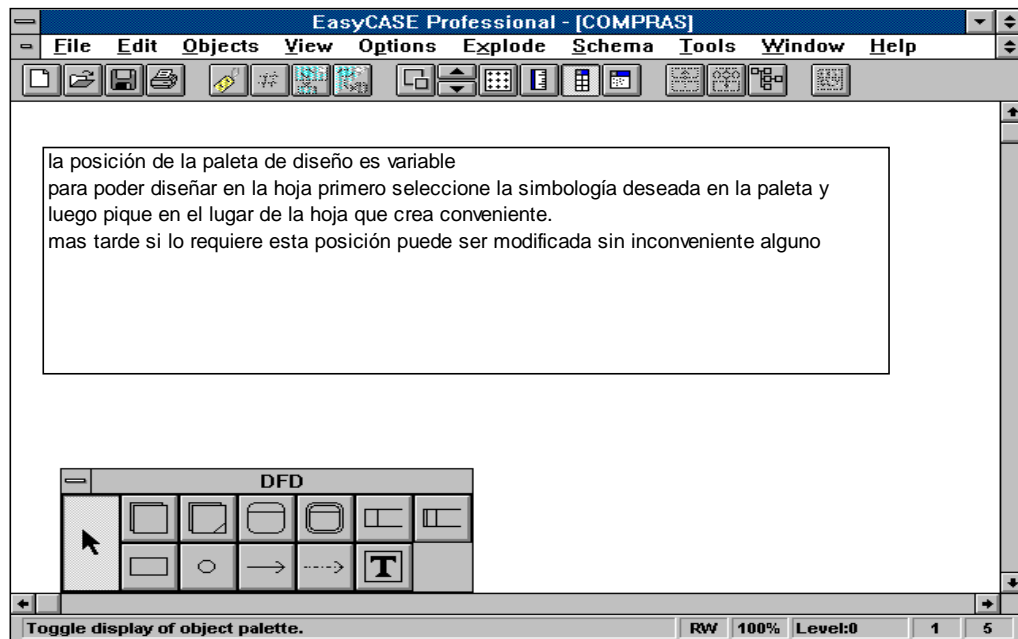 EasyCASE Professional - [COMPRAS]
File Edit Objects View Options Explode Schema Tools Window Help
la posición de la paleta de diseño es variable
para poder diseñar en la hoja primero seleccione la simbología deseada en la paleta y
luego pique en el lugar de la hoja que crea conveniente.
mas tarde si lo requiere esta posición puede ser modificada sin inconveniente alguno
DFD
T
Toggle display of object palette. RW 100% Level:0 1 5